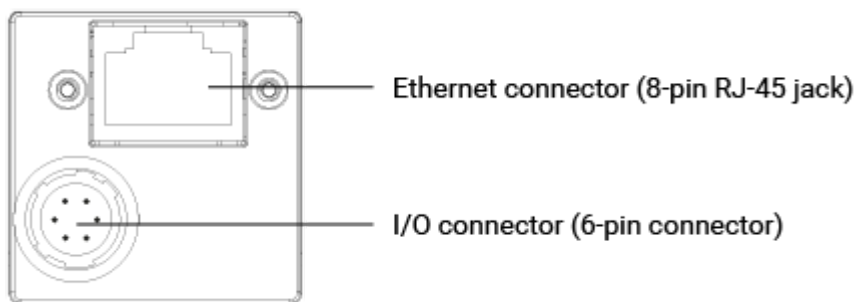 Ethernet connector (8-pin RJ-45 jack)
I/O connector (6-pin connector)